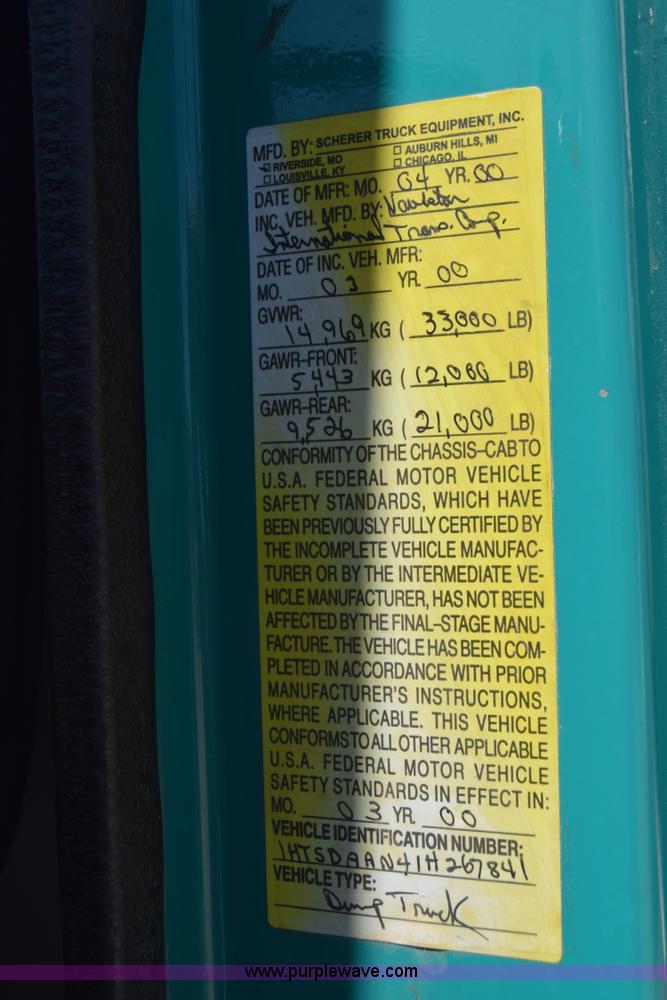 MFD. BY: SCHERER TRUCK EQUIPMENT, INC.
RIVERSIDE, MO AUBURN HILLS, MI
LOUISVILLE, KY CHICAGO, IL
DATE OF MFR: MO. 04 YR. 00
INC. VEH. MFD. BY: Navistar
International Trans. Corp.
DATE OF INC. VEH. MFR:
MO. 03 YR. 00
GVWR:
14,969 KG ( 33,000 LB)
GAWR-FRONT:
5,443 KG ( 12,000 LB)
GAWR-REAR:
9,526 KG ( 21,000 LB)
CONFORMITY OF THE CHASSIS-CAB TO
U.S.A. FEDERAL MOTOR VEHICLE
SAFETY STANDARDS, WHICH HAVE
BEEN PREVIOUSLY FULLY CERTIFIED BY
THE INCOMPLETE VEHICLE MANUFAC-
TURER OR BY THE INTERMEDIATE VE-
HICLE MANUFACTURER, HAS NOT BEEN
AFFECTED BY THE FINAL-STAGE MANU-
FACTURE. THE VEHICLE HAS BEEN COM-
PLETED IN ACCORDANCE WITH PRIOR
MANUFACTURER'S INSTRUCTIONS,
WHERE APPLICABLE. THIS VEHICLE
CONFORMS TO ALL OTHER APPLICABLE
U.S.A. FEDERAL MOTOR VEHICLE
SAFETY STANDARDS IN EFFECT IN:
MO. 03 YR. 00
VEHICLE IDENTIFICATION NUMBER:
1HTSDAAN41H267841
VEHICLE TYPE:
Dump Truck
www.purplewave.com